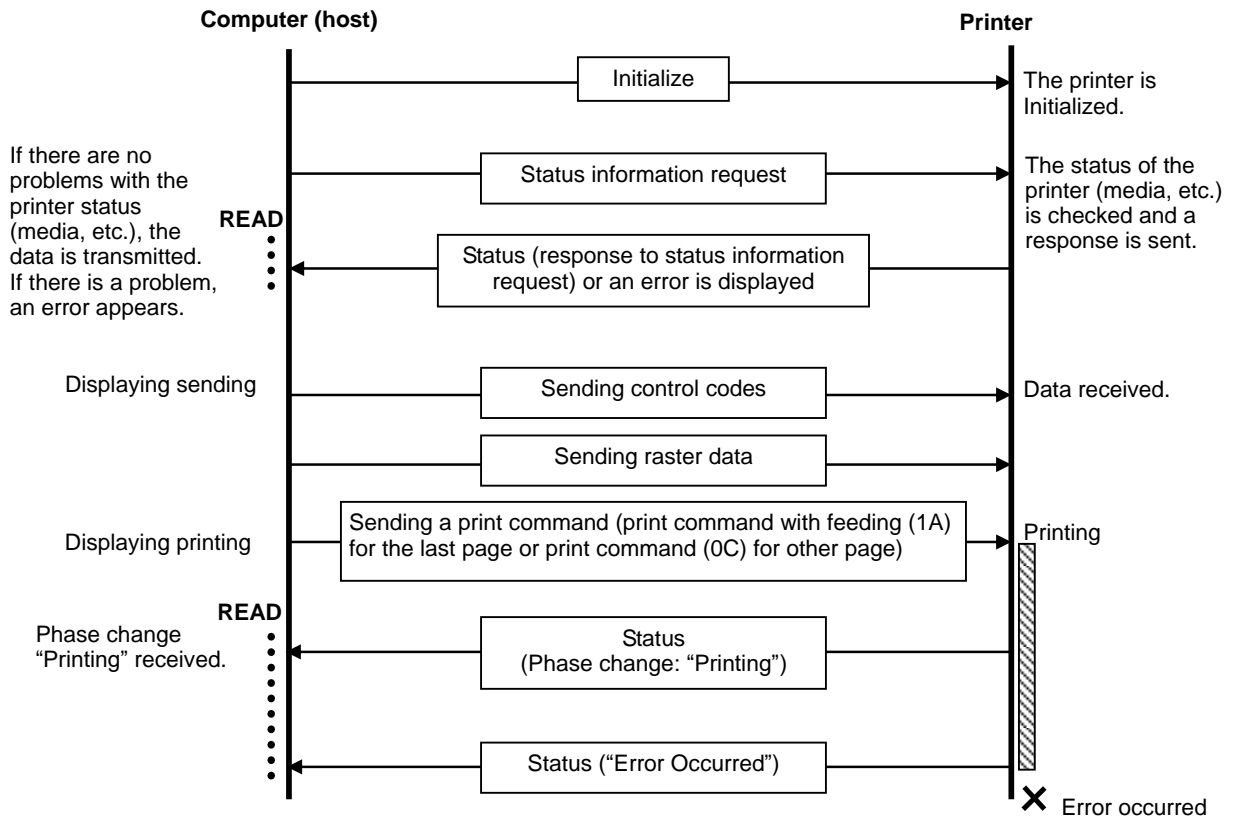 Computer (host)
Printer
Initialize
The printer is
Initialized.
If there are no
problems with the
printer status
(media, etc.), the
data is transmitted.
If there is a problem,
an error appears.
Status information request
The status of the
printer (media, etc.)
is checked and a
response is sent.
READ
Status (response to status information
request) or an error is displayed
Displaying sending
Sending control codes
Data received.
Sending raster data
Displaying printing
Sending a print command (print command with feeding (1A)
for the last page or print command (0C) for other page)
Printing
READ
Phase change
“Printing” received.
Status
(Phase change: “Printing”)
Status (“Error Occurred”)
Error occurred